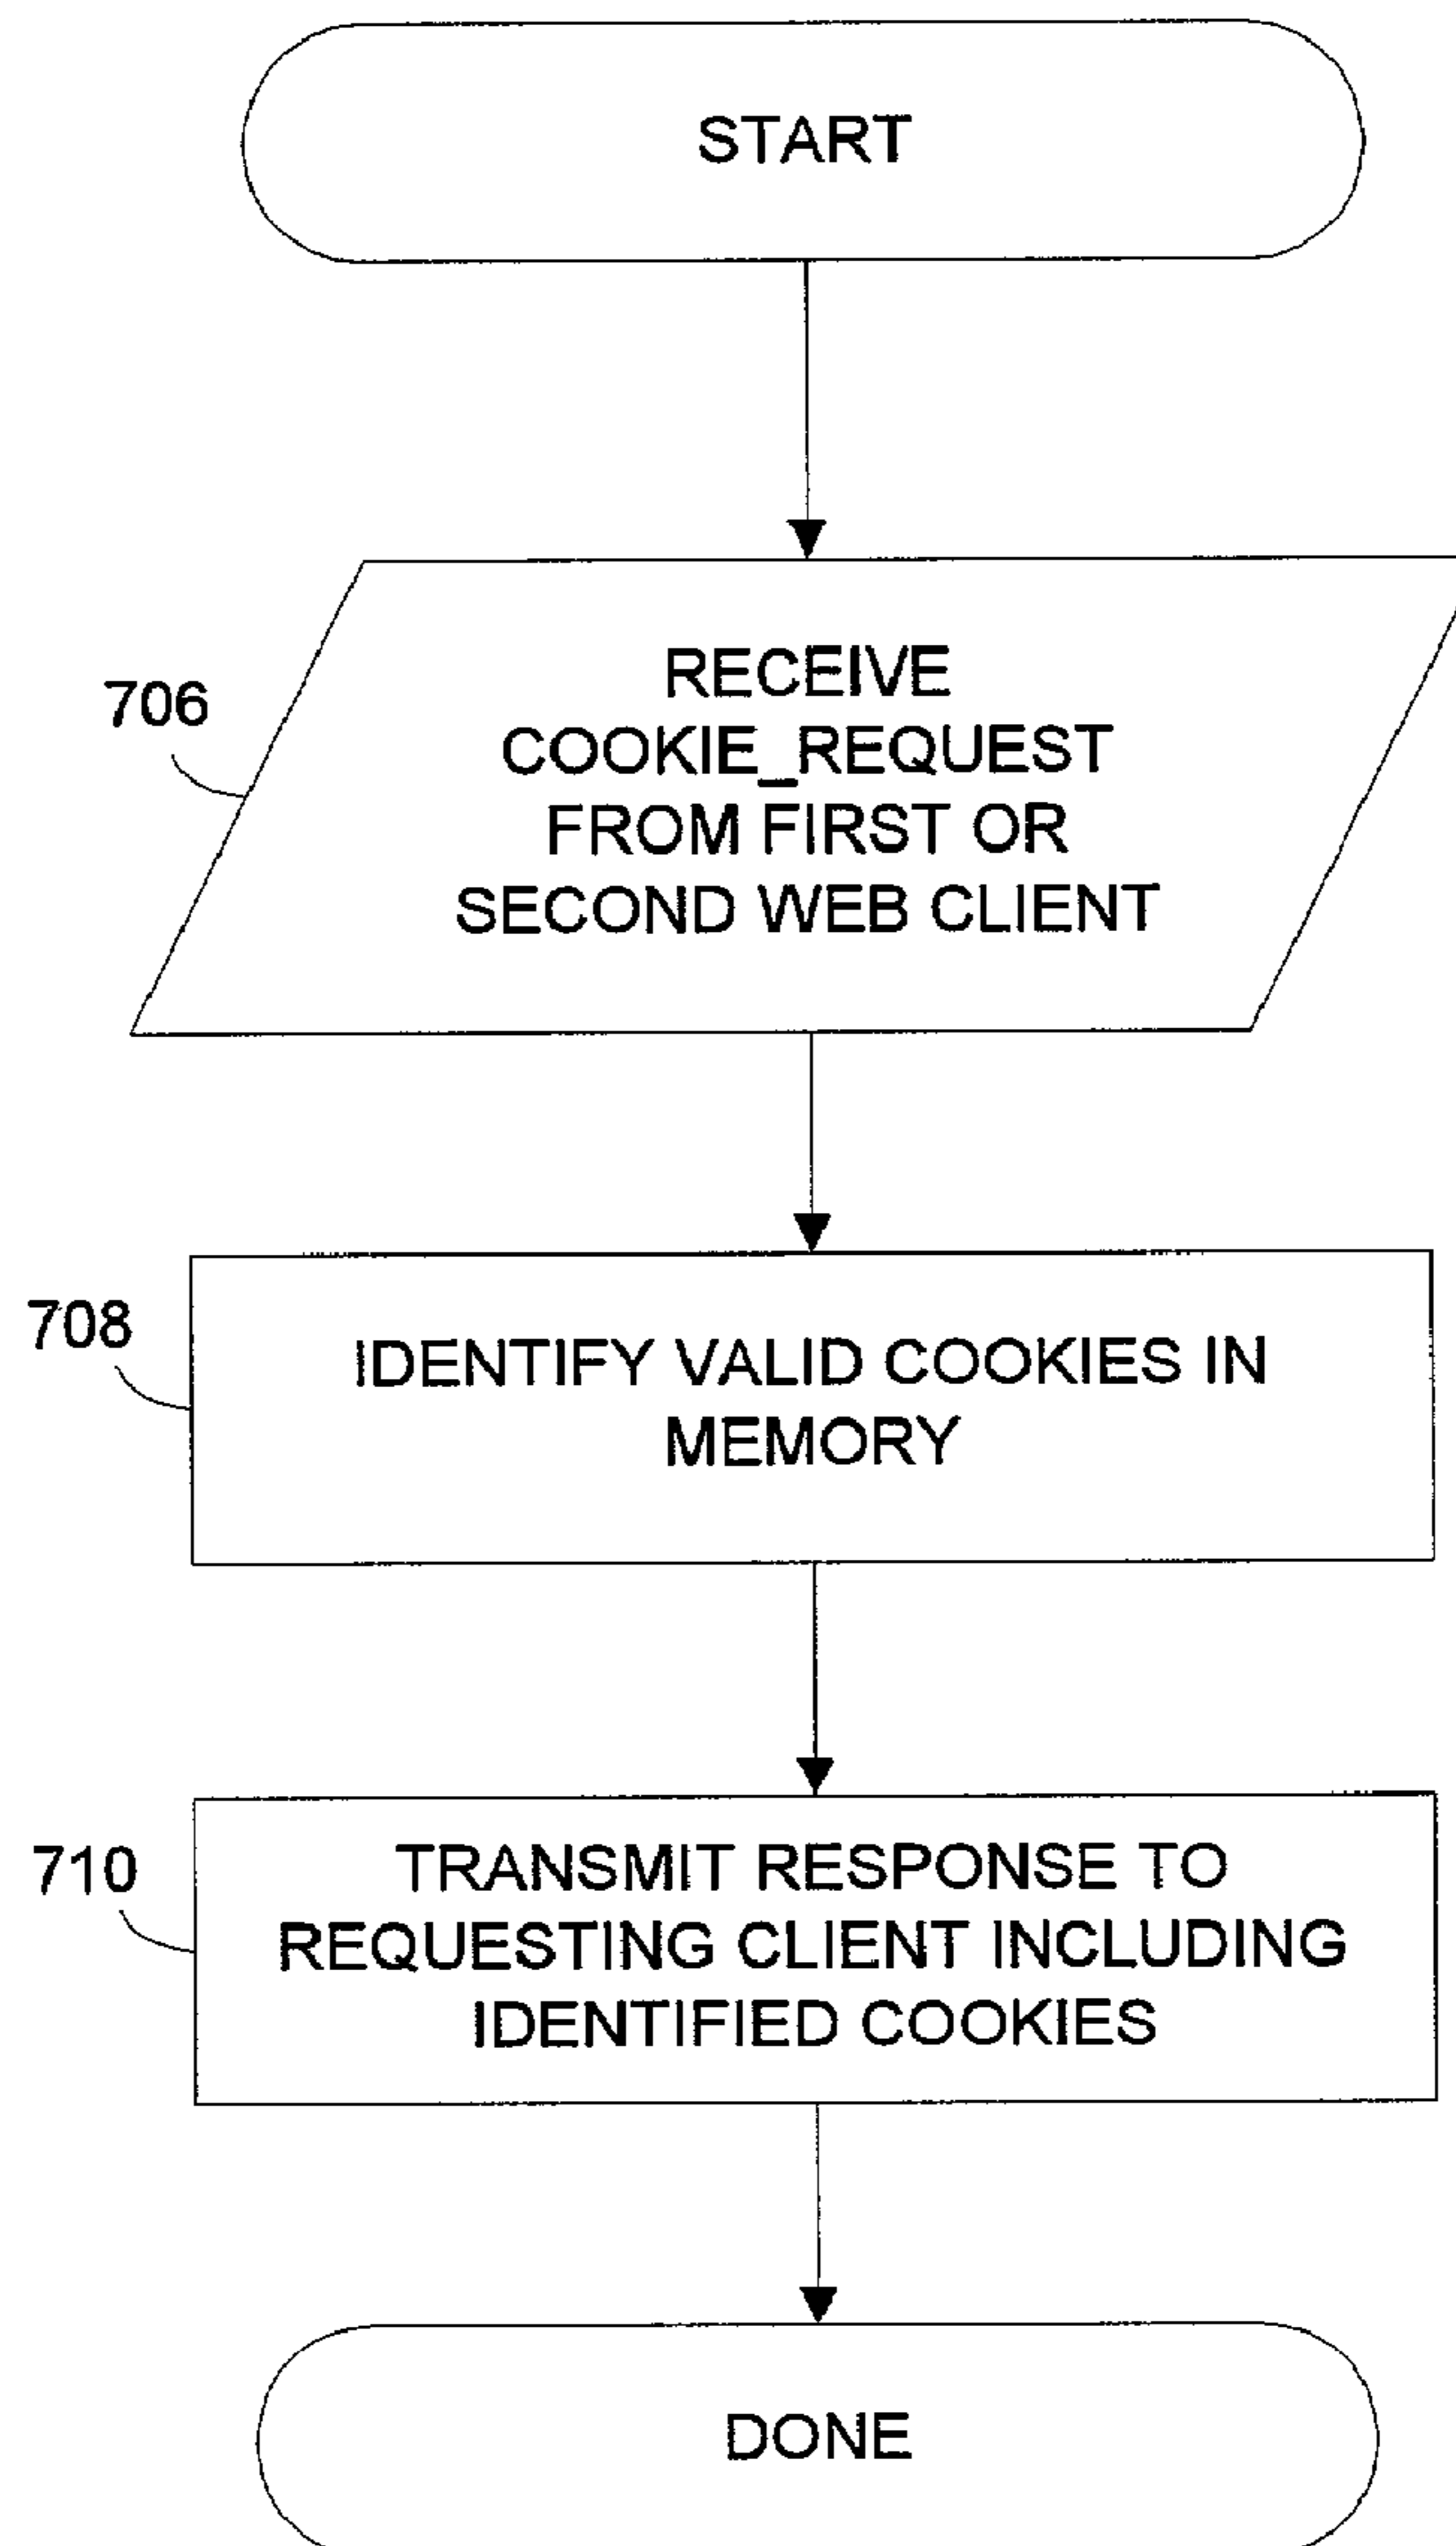 START
706
RECEIVE
COOKIE_REQUEST
FROM FIRST OR
SECOND WEB CLIENT
708
IDENTIFY VALID COOKIES IN
MEMORY
710
TRANSMIT RESPONSE TO
REQUESTING CLIENT INCLUDING
IDENTIFIED COOKIES
DONE